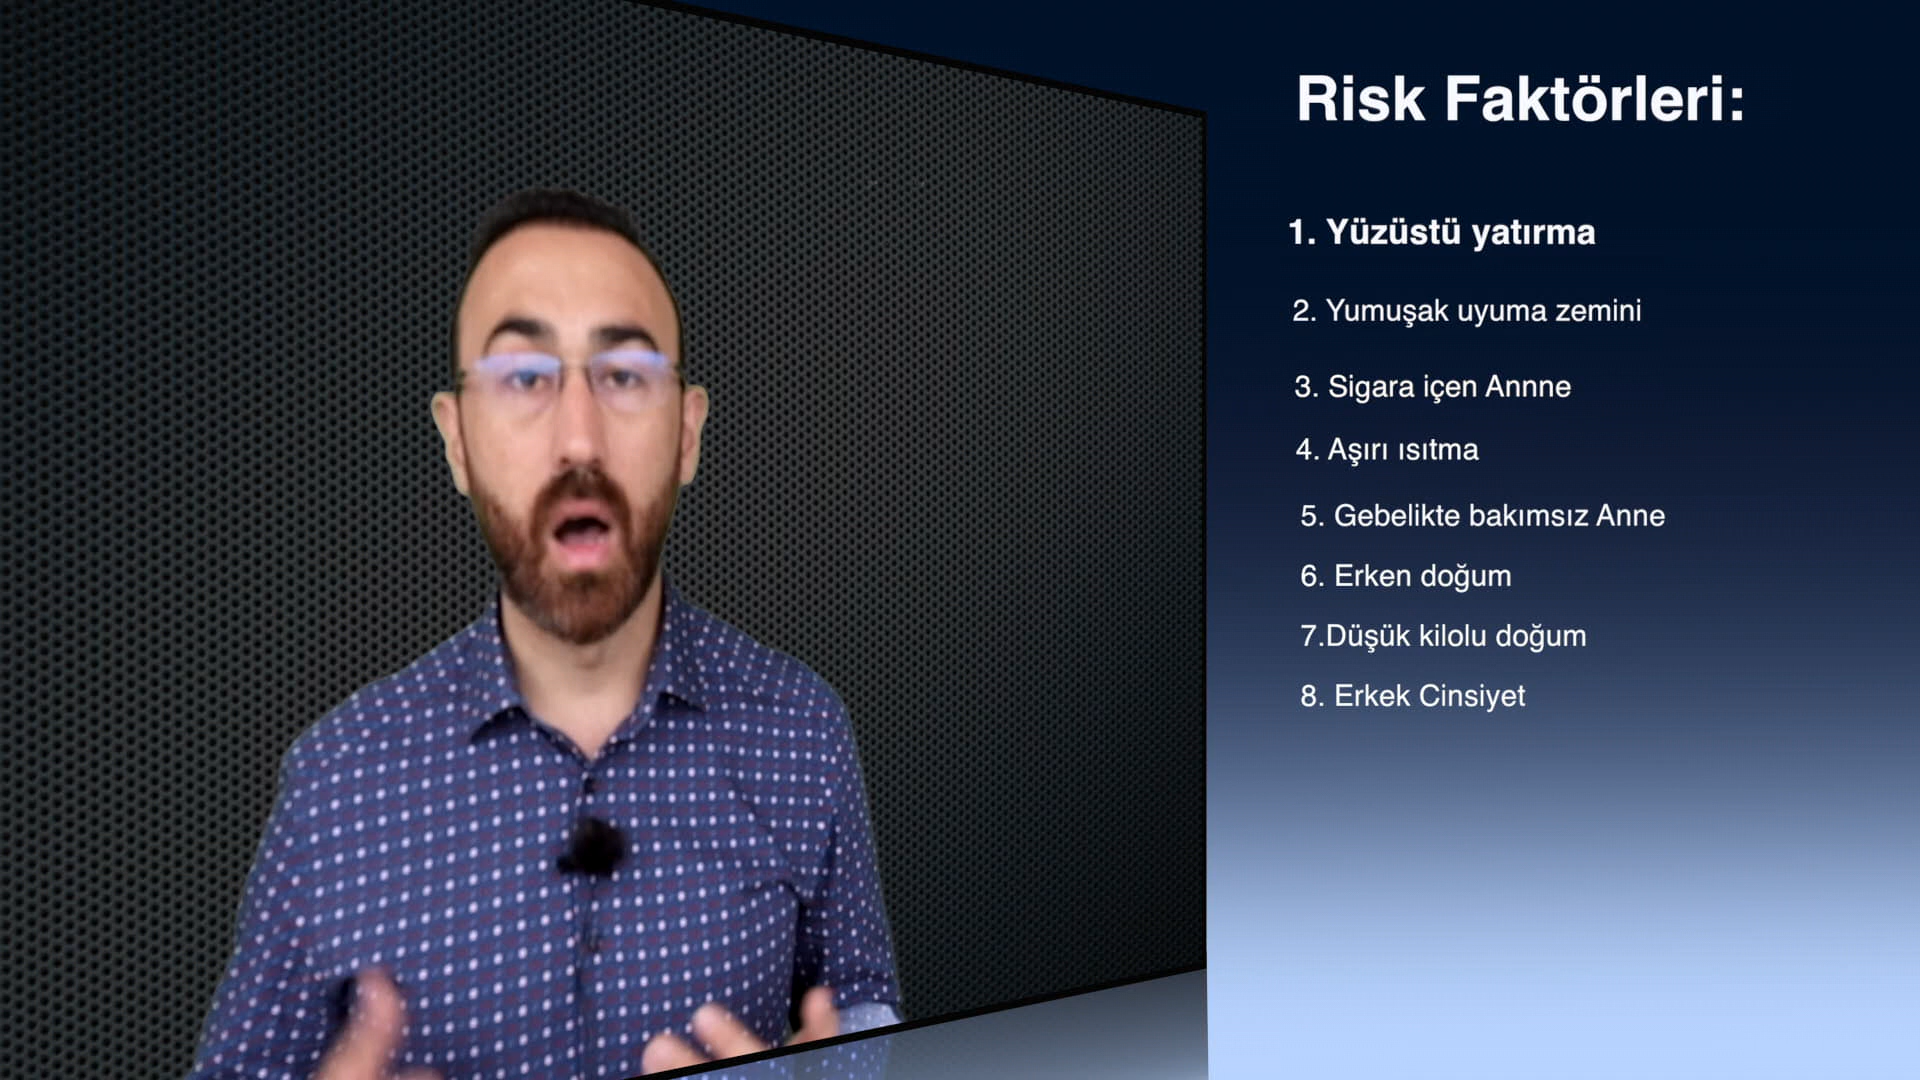 Risk Faktörleri:
1. Yüzüstü yatırma
2. Yumuşak uyuma zemini
3. Sigara içen Annne
4. Aşırı ısıtma
5. Gebelikte bakımsız Anne
6. Erken doğum
7.Düşük kilolu doğum
8. Erkek Cinsiyet